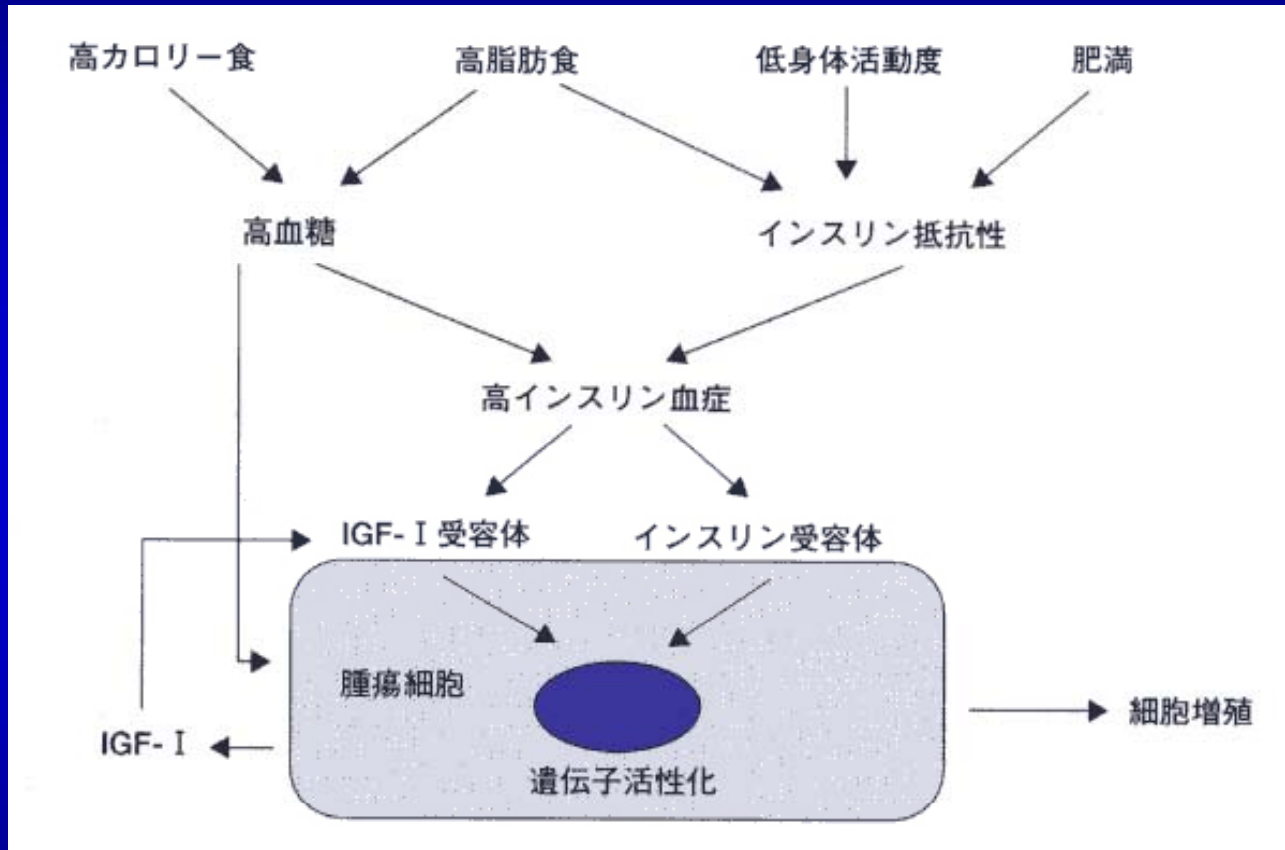 高カロリー食
高脂肪食
低身体活動度
肥満
高血糖
インスリン抵抗性
高インスリン血症
IGF-Ⅰ受容体
インスリン受容体
腫瘍細胞
細胞増殖
IGF-Ⅰ
遺伝子活性化